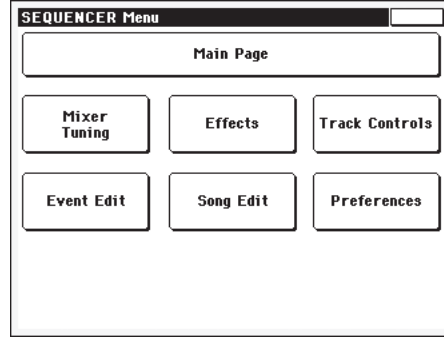 SEQUENCER Menu
Main Page
Mixer
Tuning
Effects
Track Controls
Event Edit
Song Edit
Preferences